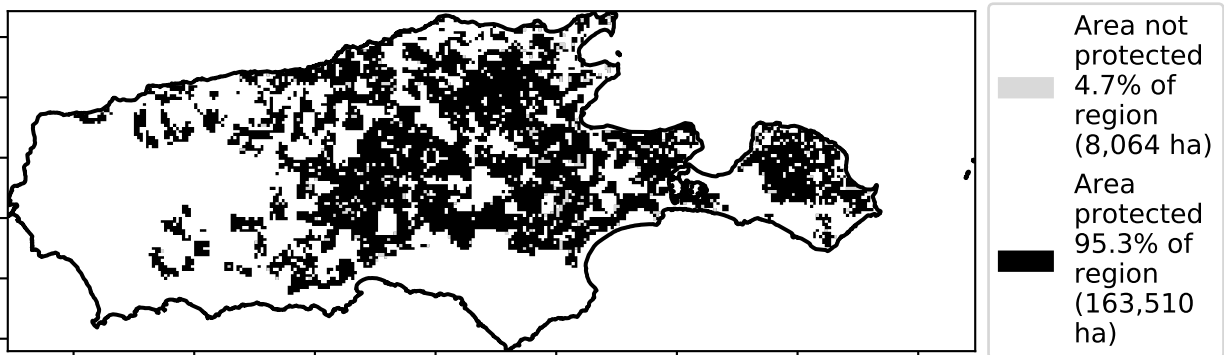 Area not
protected
4.7% of
region
(8,064 ha)
Area
protected
95.3% of
region
(163,510
ha)